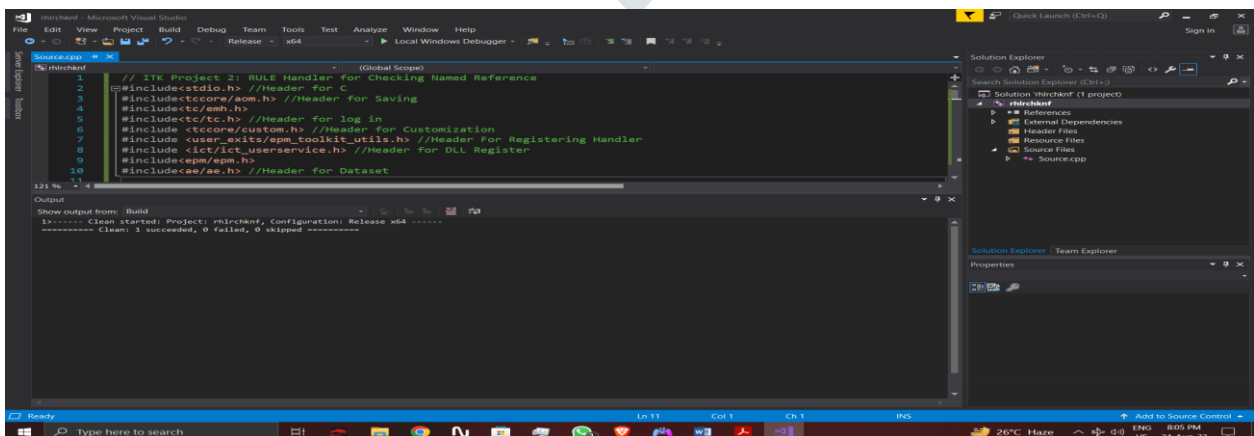 rhlrchknf - Microsoft Visual Studio
Quick Launch (Ctrl+Q)
File Edit View Project Build Debug Team Tools Test Analyze Window Help
Sign in
Release x64 Local Windows Debugger
Server Explorer Toolbox
Source.cpp
rhlrchknf (Global Scope)
1 // ITK Project 2: RULE Handler for Checking Named Reference
2 #include<stdio.h> //Header for C
3 #include<tccore/aom.h> //Header for Saving
4 #include<tc/emh.h>
5 #include<tc/tc.h> //Header for log in
6 #include <tccore/custom.h> //Header for Customization
7 #include <user_exits/epm_toolkit_utils.h> //Header For Registering Handler
8 #include <ict/ict_userservice.h> //Header for DLL Register
9 #include<epm/epm.h>
10 #include<ae/ae.h> //Header for Dataset
11
121 %
Output
Show output from: Build
1>------ Clean started: Project: rhlrchknf, Configuration: Release x64 ------
========== Clean: 1 succeeded, 0 failed, 0 skipped ==========
Solution Explorer
Search Solution Explorer (Ctrl+;)
Solution 'rhlrchknf' (1 project)
rhlrchknf
References
External Dependencies
Header Files
Resource Files
Source Files
Source.cpp
Solution Explorer Team Explorer
Properties
Ready Ln 11 Col 1 Ch 1 INS Add to Source Control
Type here to search
26°C Haze ENG 8:05 PM